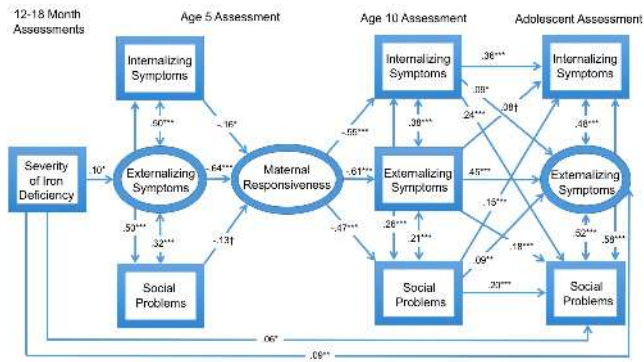 12-18 Month
Assessments
Age 5 Assessment
Age 10 Assessment
Adolescent Assessment
Internalizing
Symptoms
Internalizing
Symptoms
Internalizing
Symptoms
.36***
.08*
.08†
.24***
-.16*
-.55***
.60***
.38***
.48***
Severity
of Iron
Deficiency
.10*
Externalizing
Symptoms
-.64***
Maternal
Responsiveness
-.61***
Externalizing
Symptoms
.45***
Externalizing
Symptoms
.50***
.32***
-.13†
-.47***
.26***
.21***
.15***
.09**
.18***
.52***
.58***
Social
Problems
Social
Problems
.20***
Social
Problems
.06*
.09**